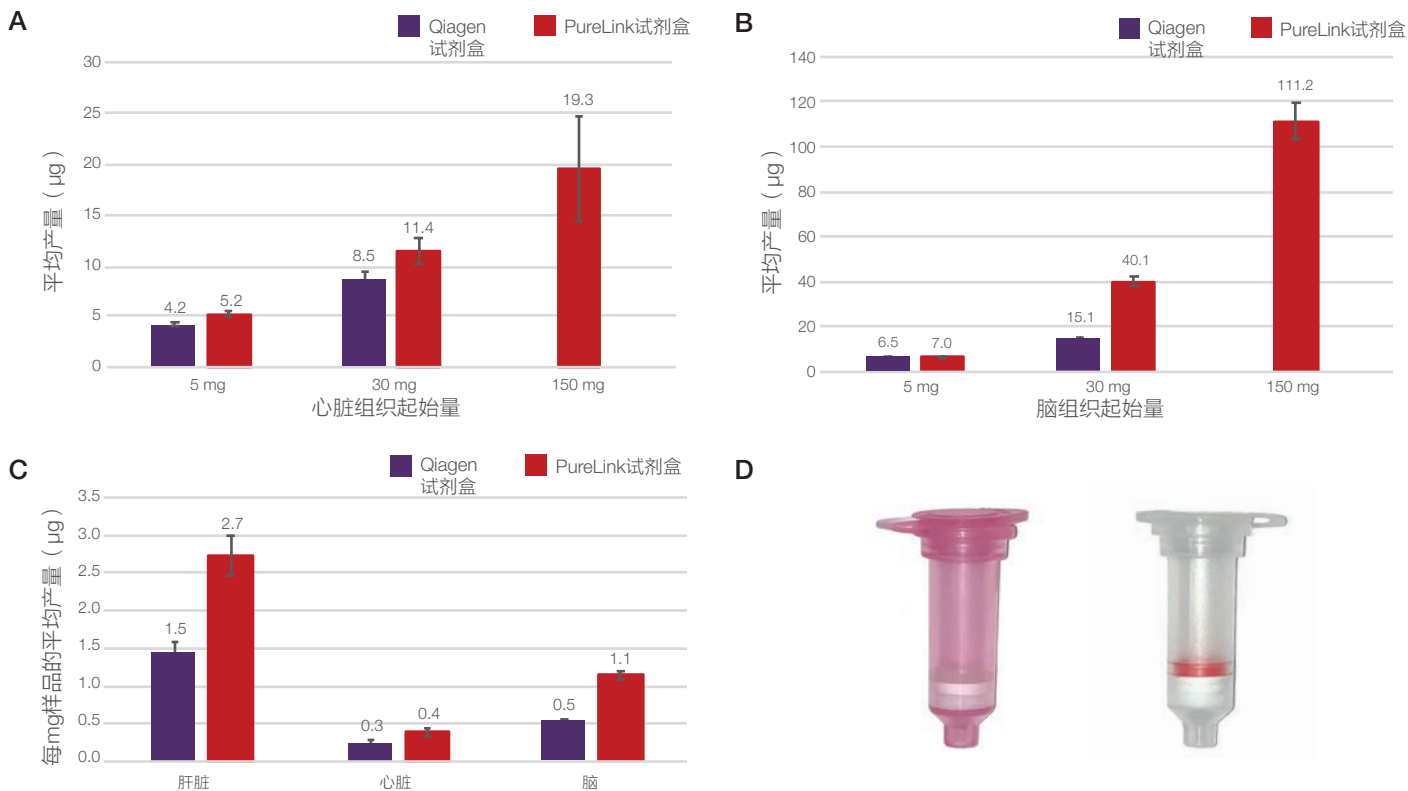 A
Qiagen
试剂盒
PureLink试剂盒
平均产量（µg）
30
25
20
15
10
5
0
4.2
5.2
8.5
11.4
19.3
5 mg
30 mg
150 mg
心脏组织起始量
B
Qiagen
试剂盒
PureLink试剂盒
平均产量（µg）
140
120
100
80
60
40
20
0
6.5
7.0
15.1
40.1
111.2
5 mg
30 mg
150 mg
脑组织起始量
C
Qiagen
试剂盒
PureLink试剂盒
每mg样品的平均产量（µg）
3.5
3.0
2.5
2.0
1.5
1.0
0.5
0.0
1.5
2.7
0.3
0.4
0.5
1.1
肝脏
心脏
脑
D